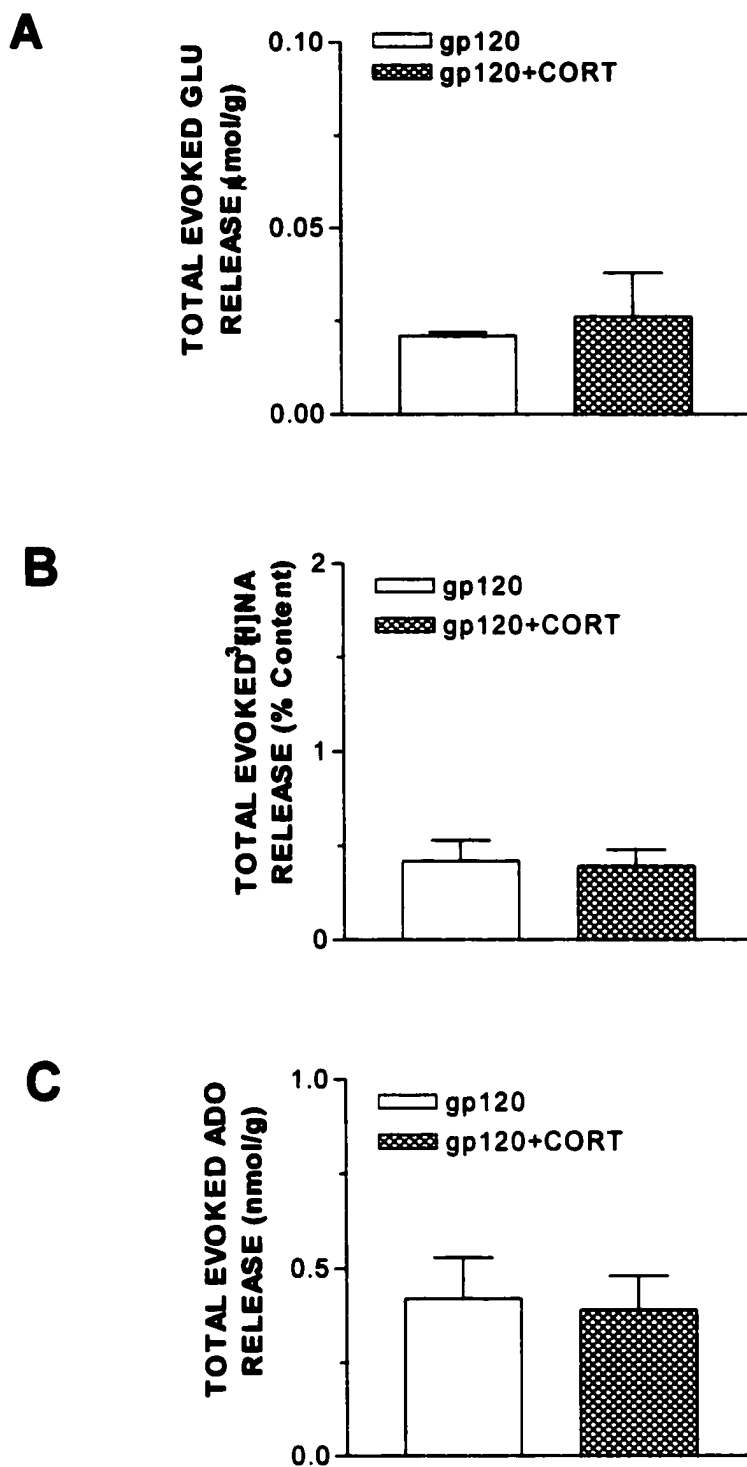 A
TOTAL EVOKED GLU
RELEASE (μmol/g)
0.10
0.05
0.00
gp120
gp120+CORT
B
TOTAL EVOKED [³H]NA
RELEASE (% Content)
2
1
0
gp120
gp120+CORT
C
TOTAL EVOKED ADO
RELEASE (nmol/g)
1.0
0.5
0.0
gp120
gp120+CORT